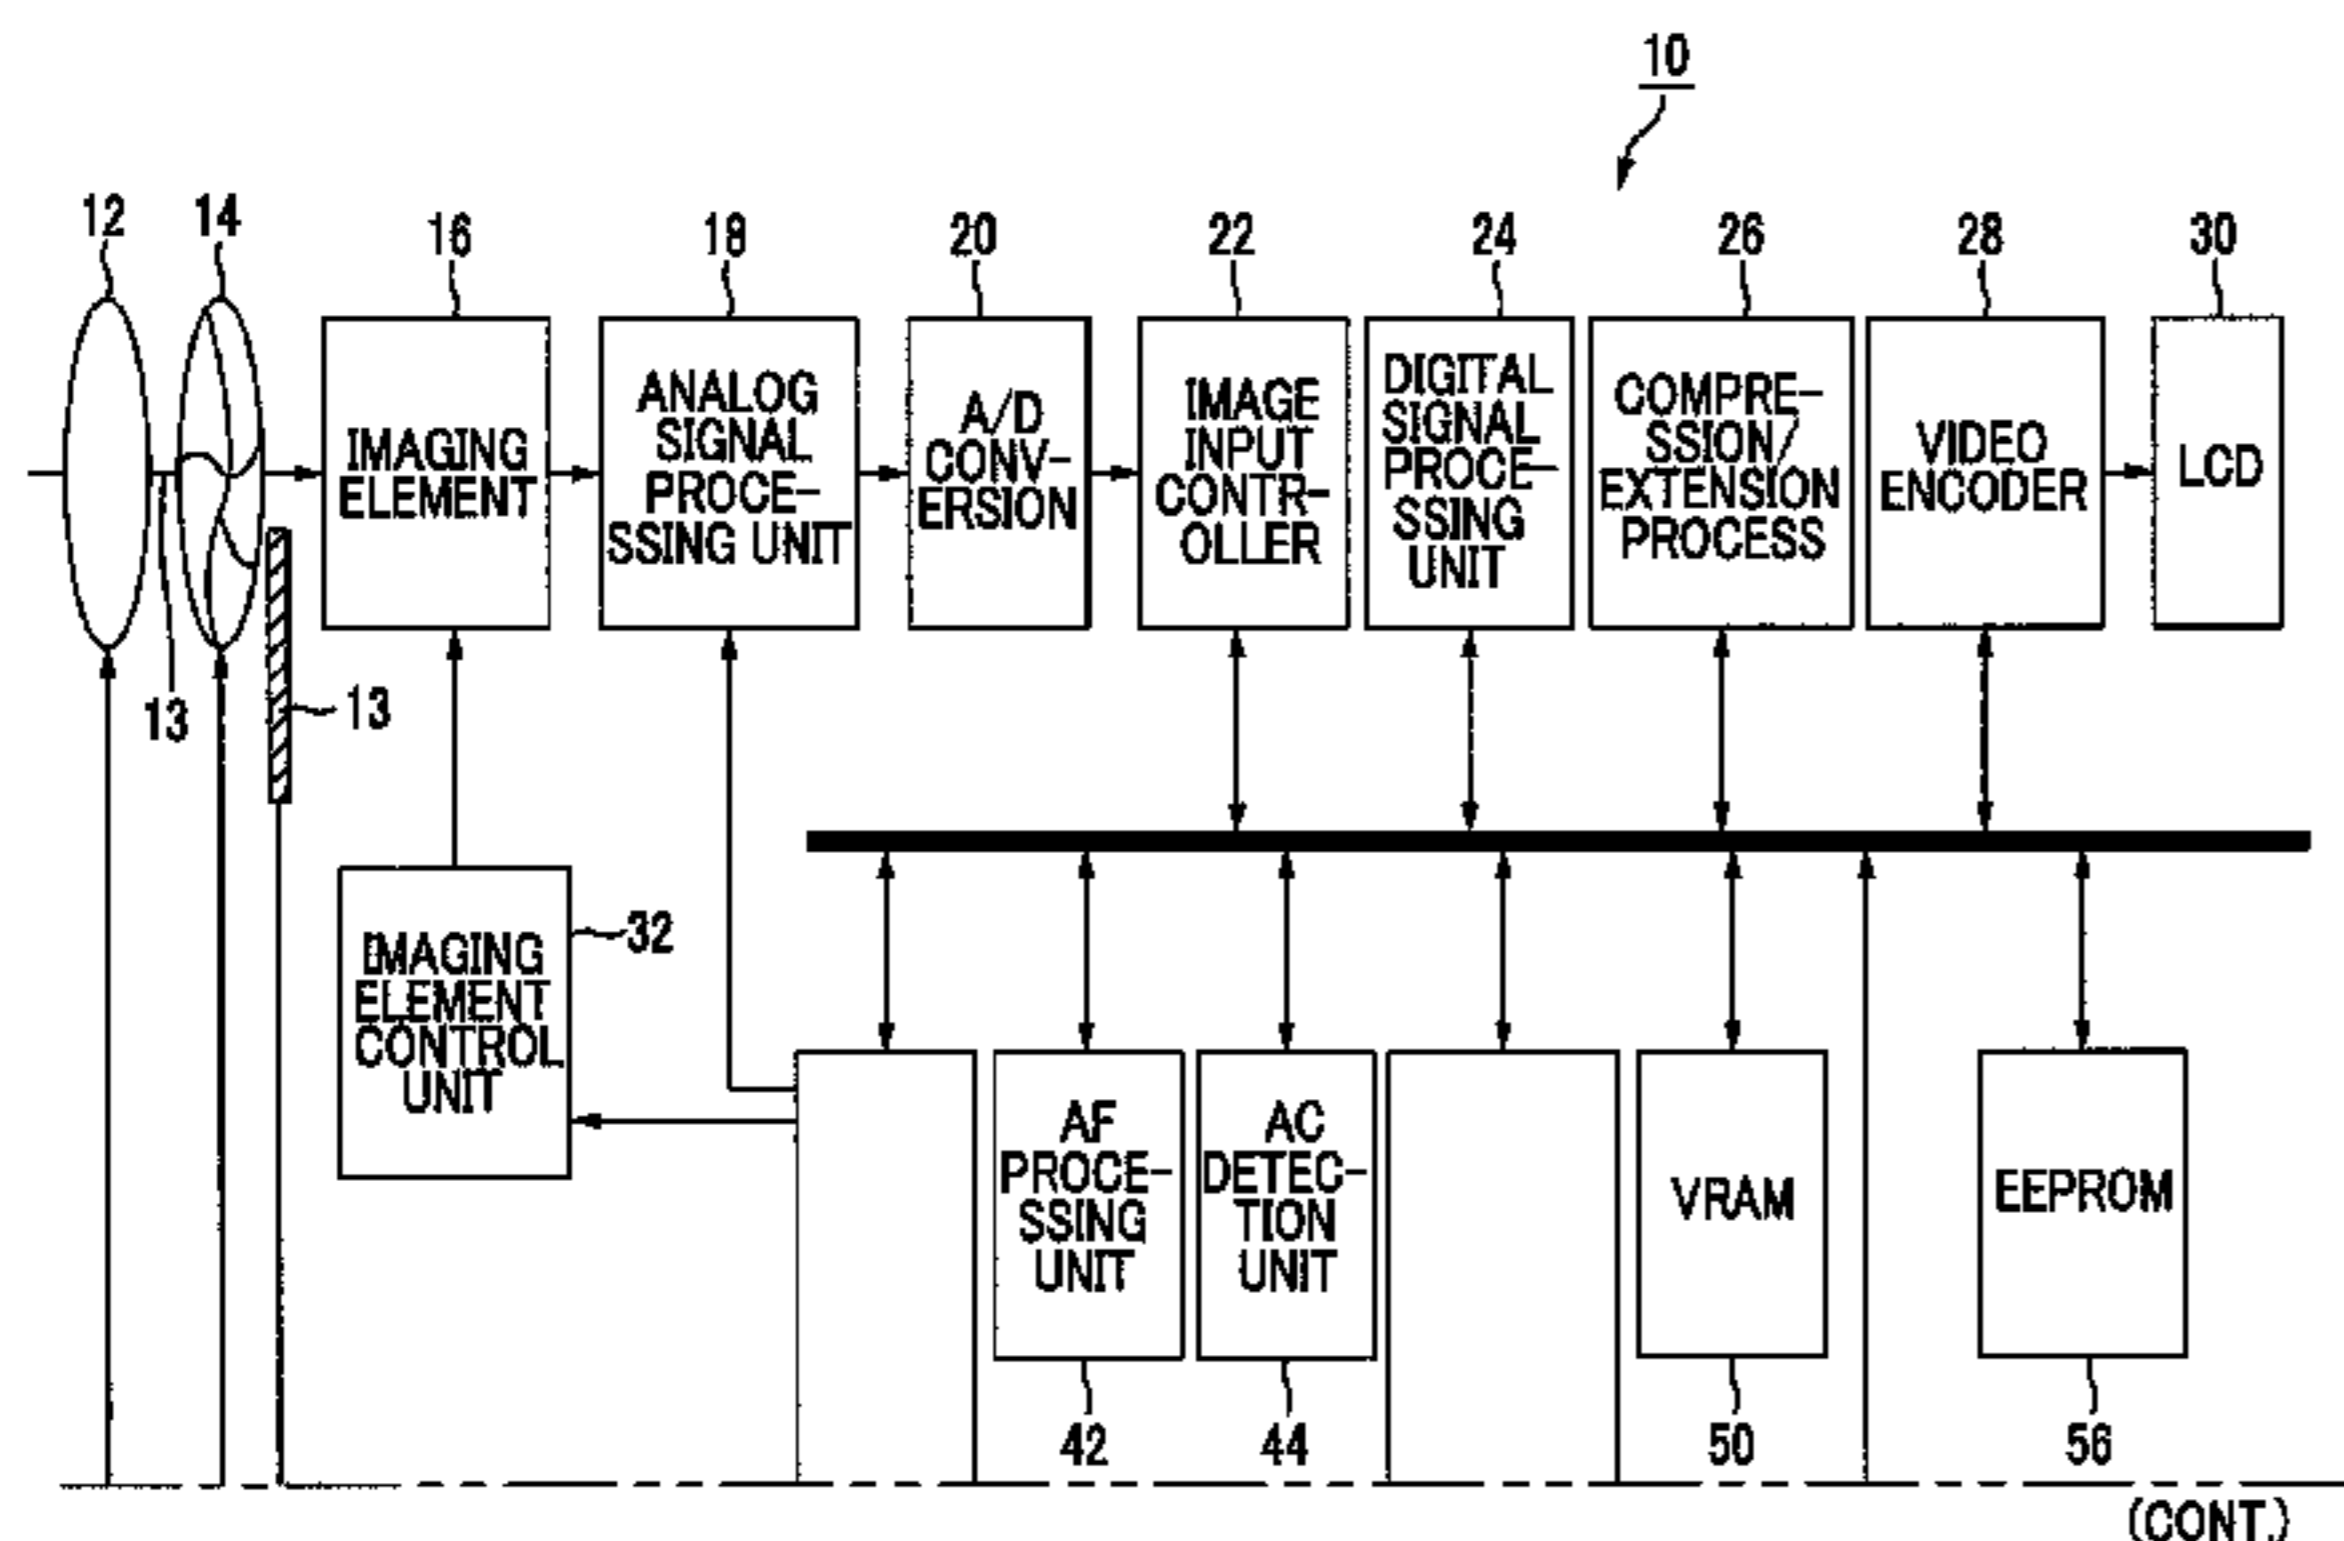 10
12
14
16
18
20
22
24
26
28
30
IMAGING
ELEMENT
ANALOG
SIGNAL
PROCE-
SSING UNIT
A/D
CONV-
ERSION
IMAGE
INPUT
CONTR-
OLLER
DIGITAL
SIGNAL
PROCE-
SSING
UNIT
COMPRE-
SSION/
EXTENSION
PROCESS
VIDEO
ENCODER
LCD
13
13
IMAGING
ELEMENT
CONTROL
UNIT
32
AF
PROCE-
SSING
UNIT
AC
DETEC-
TION
UNIT
VRAM
EEPROM
42
44
50
56
(CONT.)